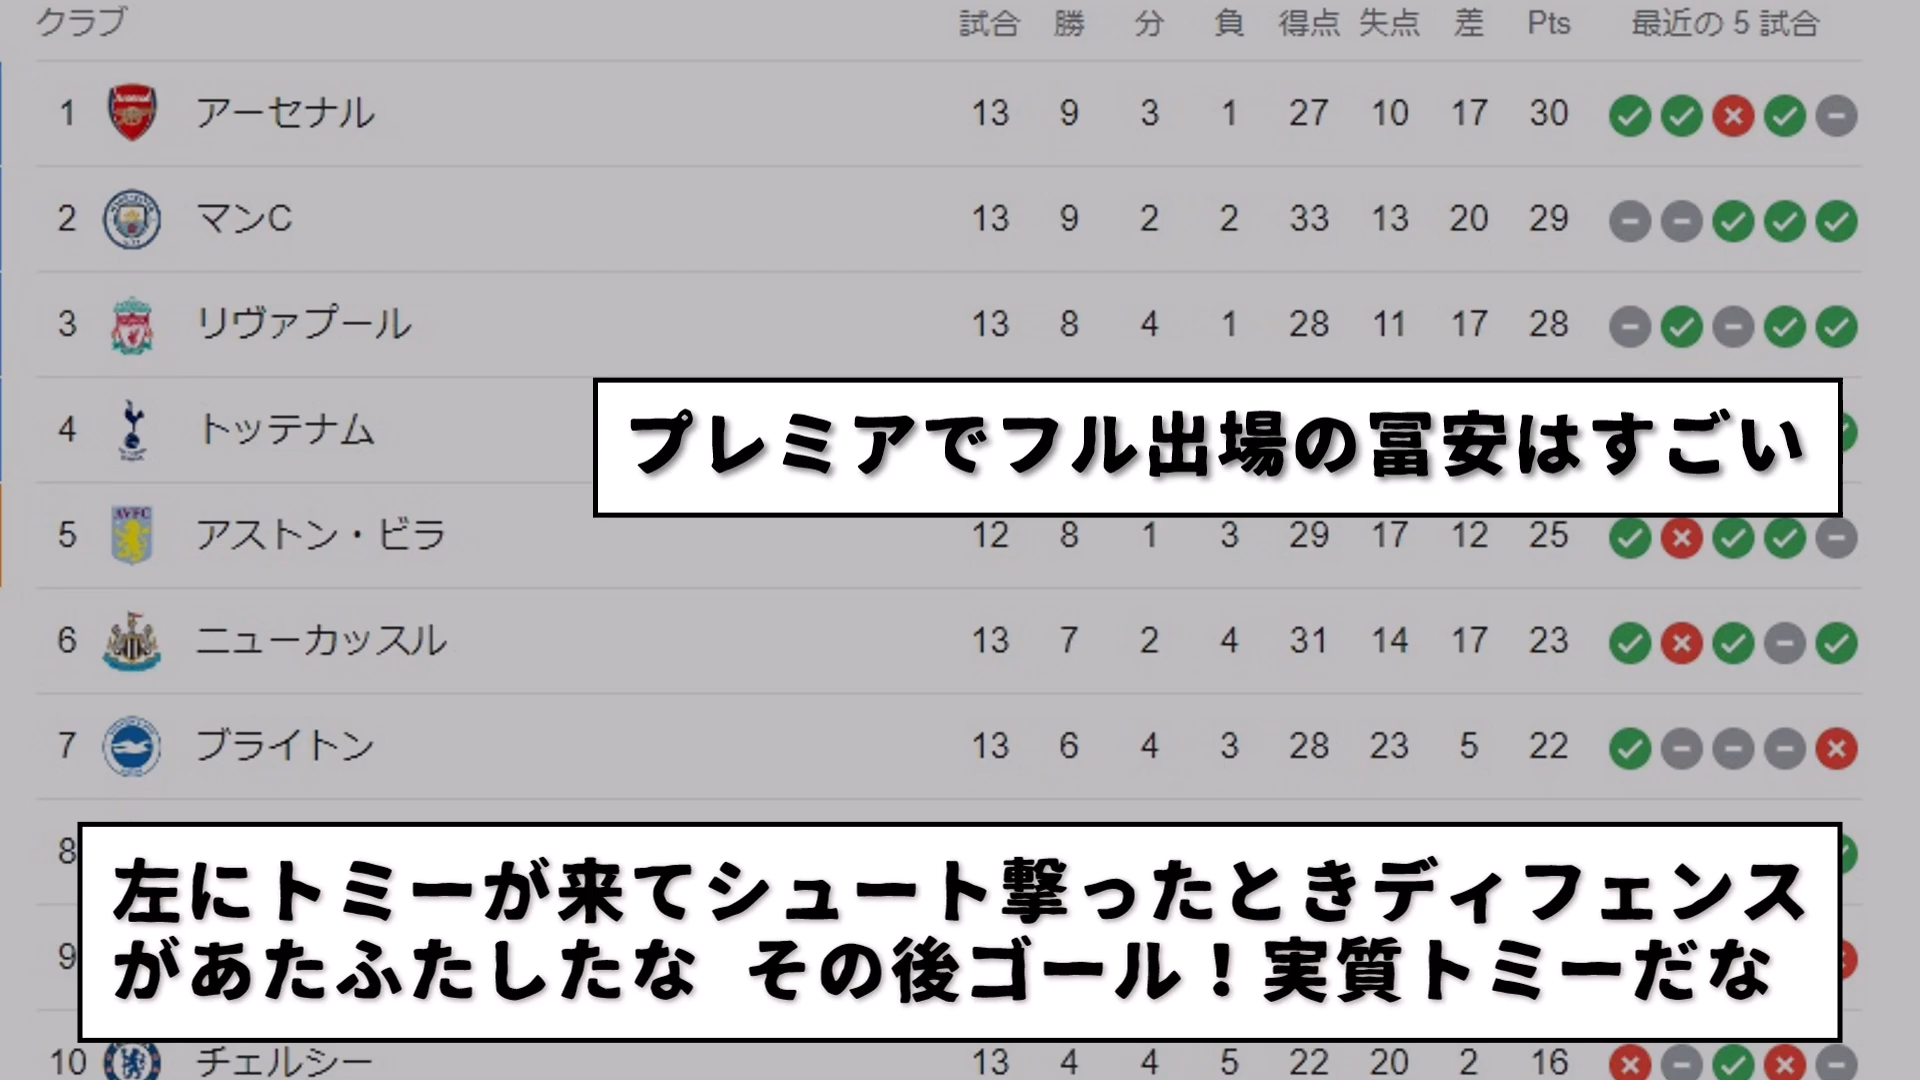 クラブ 試合 勝 分 負 得点 失点 差 Pts 最近の 5 試合
1 アーセナル 13 9 3 1 27 10 17 30
2 マンC 13 9 2 2 33 13 20 29
3 リヴァプール 13 8 4 1 28 11 17 28
4 トッテナム
プレミアでフル出場の冨安はすごい
5 アストン・ビラ 12 8 1 3 29 17 12 25
6 ニューカッスル 13 7 2 4 31 14 17 23
7 ブライトン 13 6 4 3 28 23 5 22
8
左にトミーが来てシュート撃ったときディフェンス
9
があたふたしたな その後ゴール！実質トミーだな
10 チェルシー 13 4 4 5 22 20 2 16